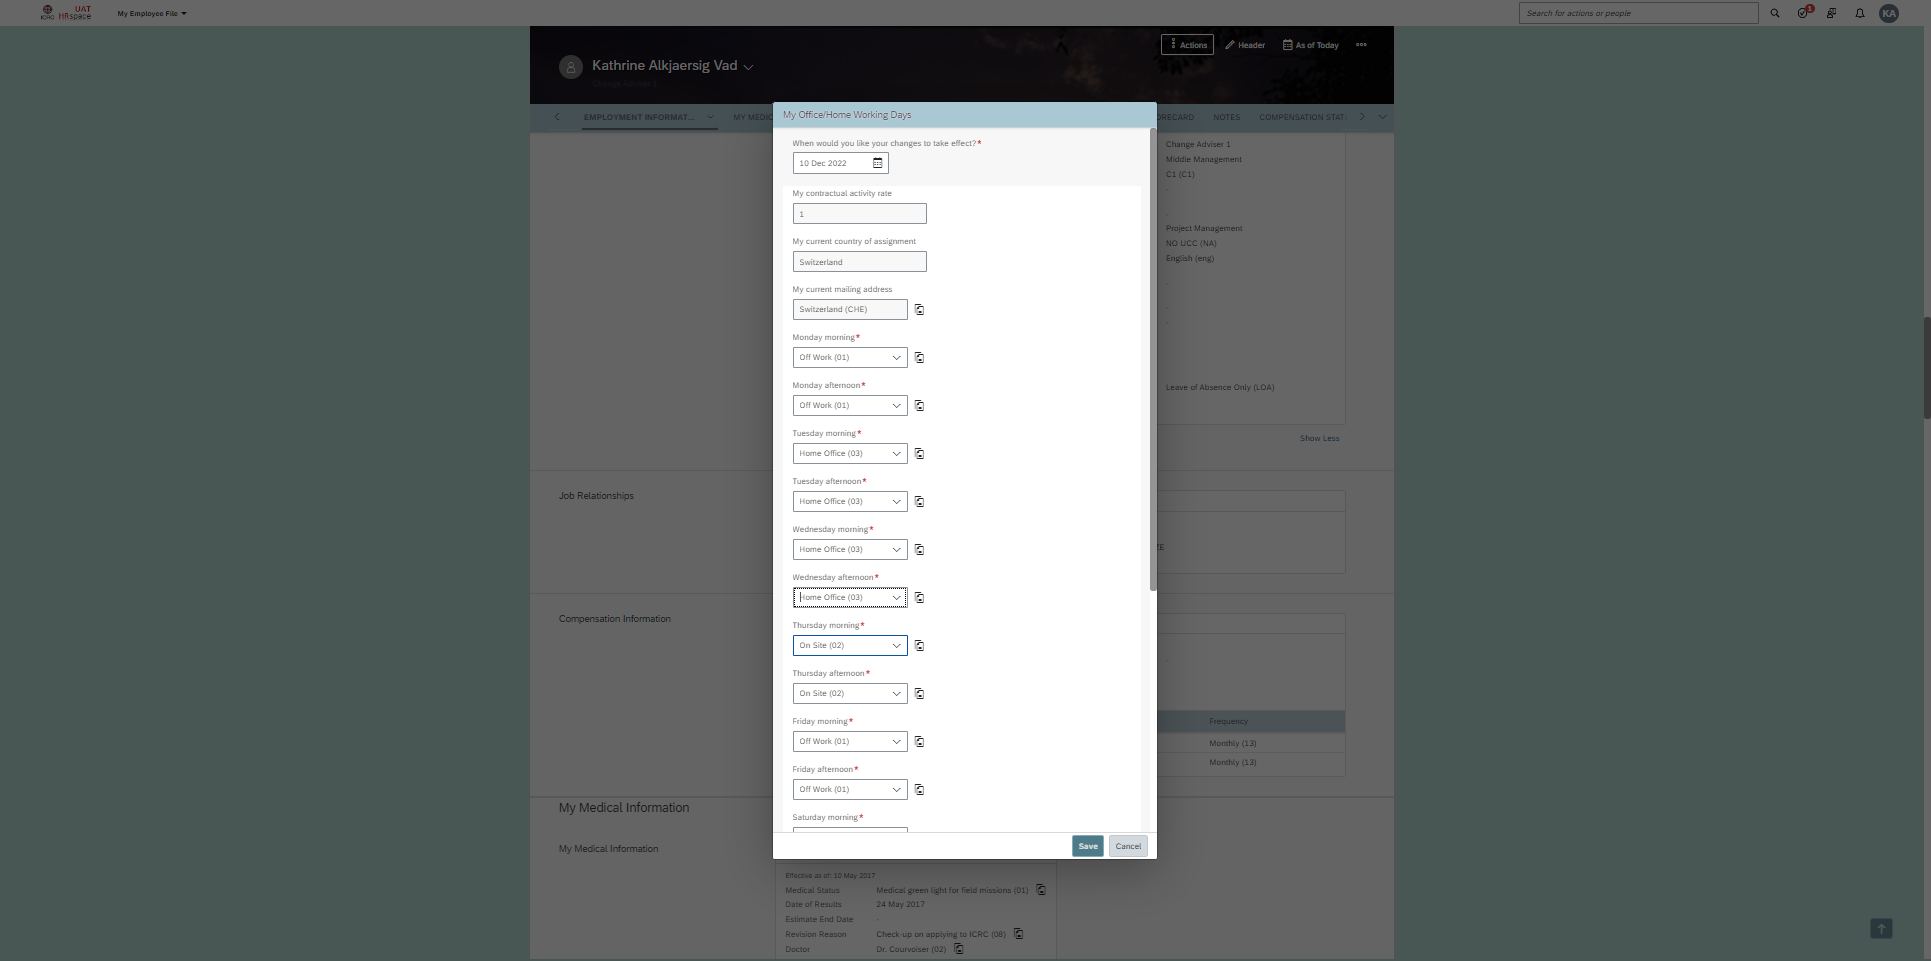 ICRC UAT HRspace
My Employee File
Search for actions or people
1
KA
Kathrine Alkjaersig Vad
Change Adviser 1
Actions
Header
As of Today
EMPLOYMENT INFORMAT...
MY MEDIC
ORECARD
NOTES
COMPENSATION STAT
My Office/Home Working Days
When would you like your changes to take effect?*
10 Dec 2022
My contractual activity rate
1
My current country of assignment
Switzerland
My current mailing address
Switzerland (CHE)
Monday morning*
Off Work (01)
Monday afternoon*
Off Work (01)
Tuesday morning*
Home Office (03)
Tuesday afternoon*
Home Office (03)
Wednesday morning*
Home Office (03)
Wednesday afternoon*
Home Office (03)
Thursday morning*
On Site (02)
Thursday afternoon*
On Site (02)
Friday morning*
Off Work (01)
Friday afternoon*
Off Work (01)
Saturday morning*
Save
Cancel
Change Adviser 1
Middle Management
C1 (C1)
-
-
Project Management
NO UCC (NA)
English (eng)
-
-
-
Leave of Absence Only (LOA)
Show Less
Job Relationships
ZE
Compensation Information
-
Frequency
Monthly (13)
Monthly (13)
My Medical Information
My Medical Information
Effective as of: 10 May 2017
Medical Status Medical green light for field missions (01)
Date of Results 24 May 2017
Estimate End Date -
Revision Reason Check-up on applying to ICRC (08)
Doctor Dr. Courvoiser (02)